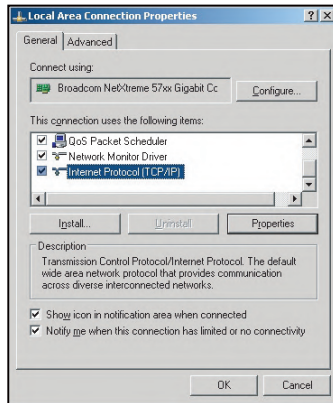 Local Area Connection Properties
General Advanced
Connect using:
Broadcom NetXtreme 57xx Gigabit Cc Configure...
This connection uses the following items:
QoS Packet Scheduler
Network Monitor Driver
Internet Protocol (TCP/IP)
Install... Uninstall Properties
Description
Transmission Control Protocol/Internet Protocol. The default
wide area network protocol that provides communication
across diverse interconnected networks.
Show icon in notification area when connected
Notify me when this connection has limited or no connectivity
OK Cancel